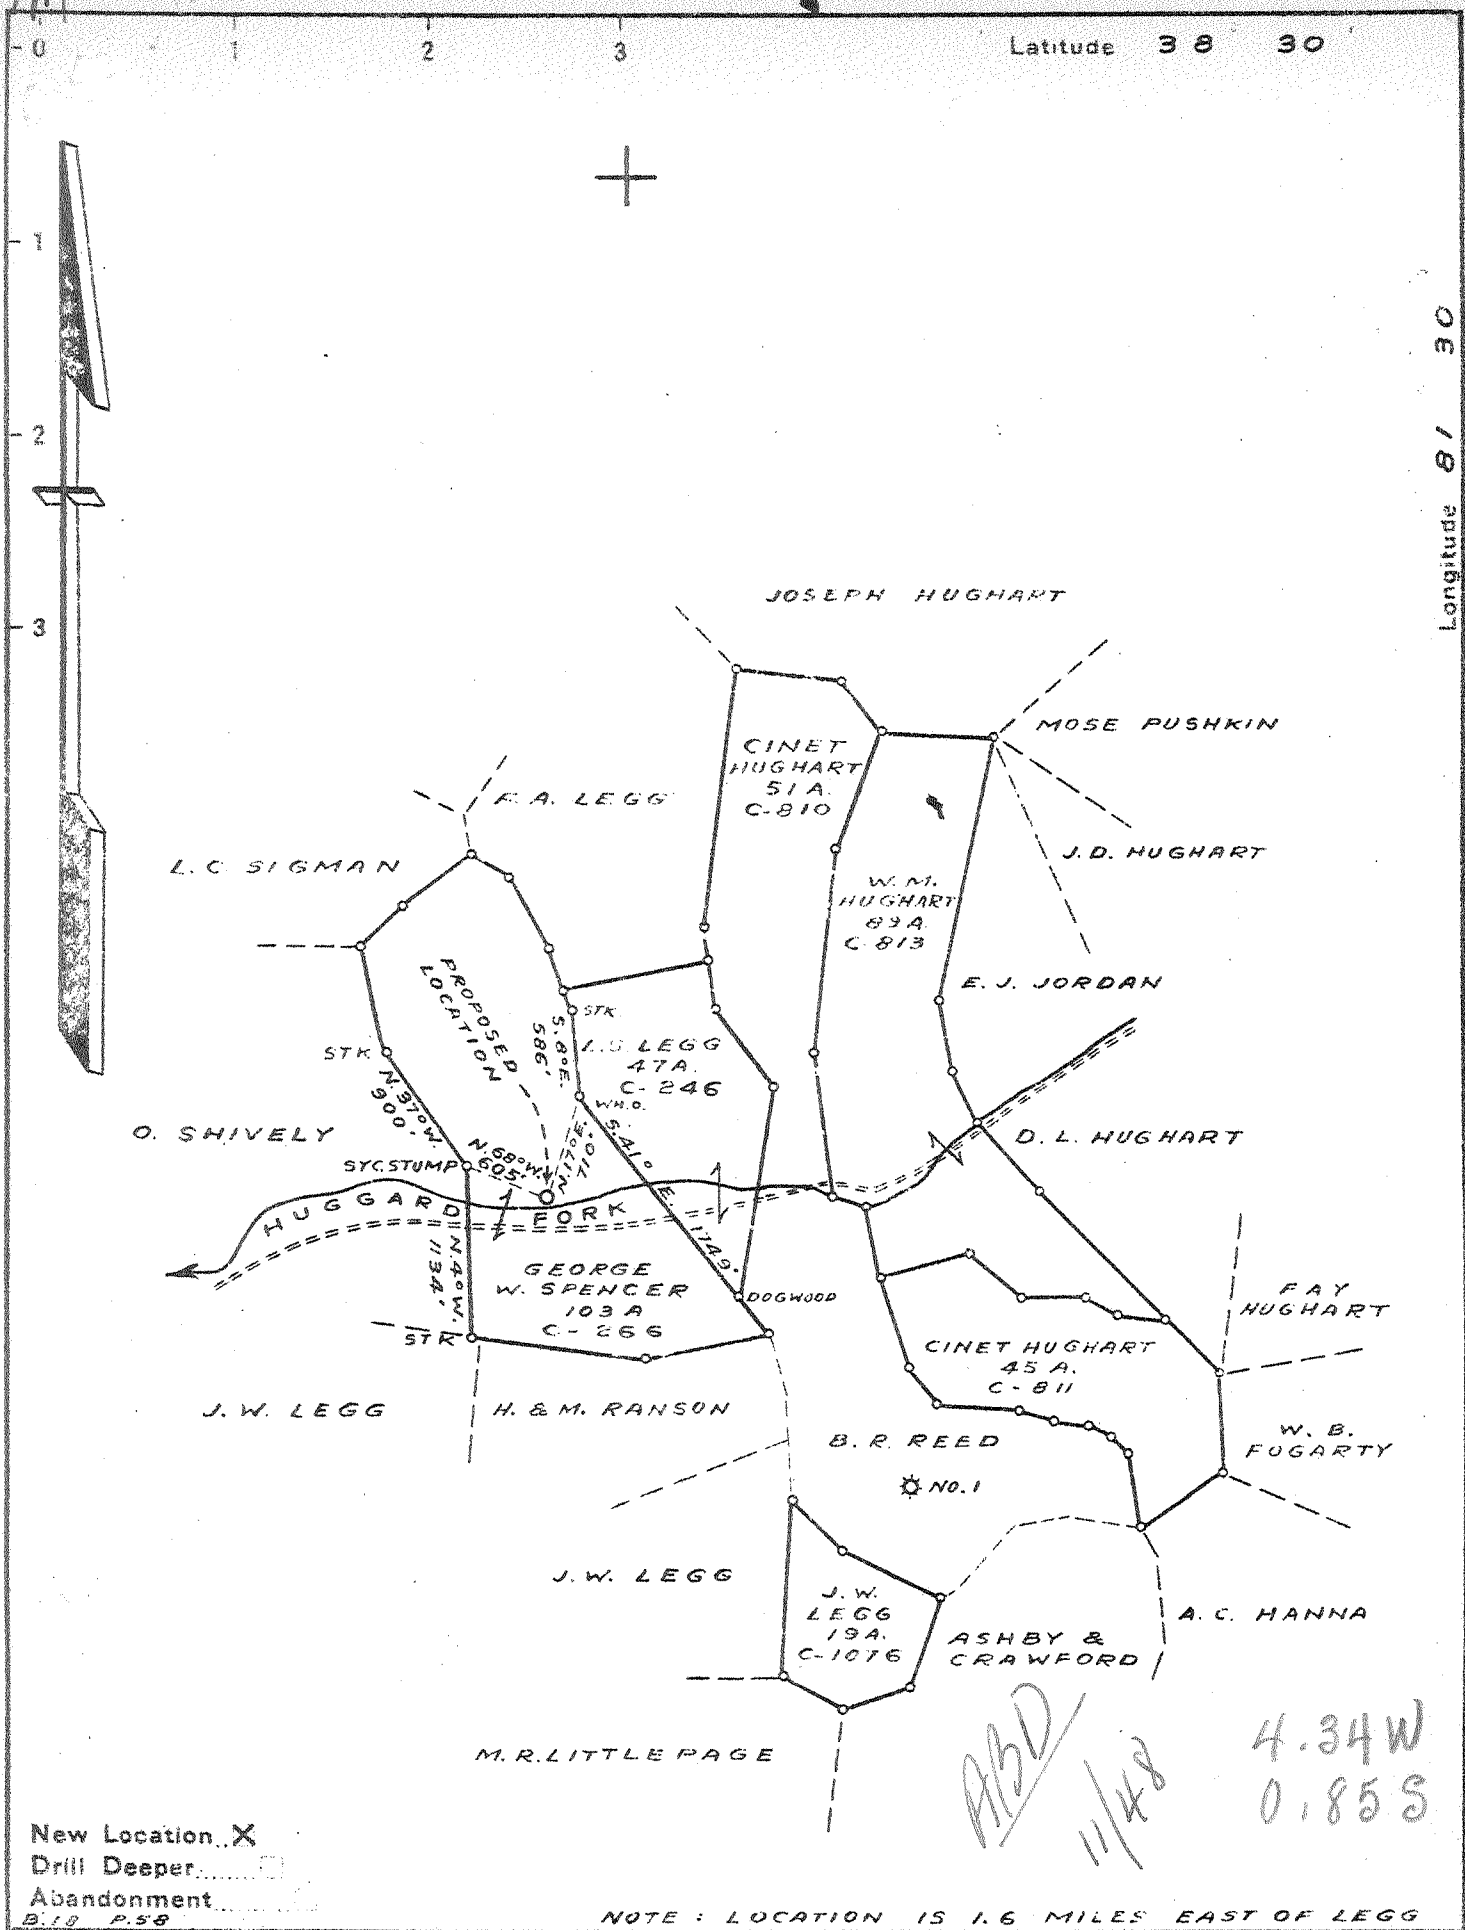 0 1 2 3 Latitude 38 30
1
2
3
Longitude 81 30
JOSEPH HUGHART
MOSE PUSHKIN
CINET
HUGHART
51 A.
C-810
F. A. LEGG
L. C. SIGMAN
J. D. HUGHART
W. M.
HUGHART
89 A.
C-813
PROPOSED
LOCATION
E. J. JORDAN
STK.
S. 8° E.
586'
L. S. LEGG
47 A.
C-246
STK.
N. 37° W.
900'
WH.O.
O. SHIVELY
D. L. HUGHART
SYC. STUMP
N. 68° W.
605'
N. 17° E.
710'
S. 41° E. 1749'
HUGGARD FORK
N. 4° W.
1134'
GEORGE
W. SPENCER
103 A
C-266
DOGWOOD
STK
FAY
HUGHART
CINET HUGHART
45 A.
C-811
J. W. LEGG
H. & M. RANSON
B. R. REED
NO. 1
W. B.
FOGARTY
J. W. LEGG
J. W.
LEGG
19 A.
C-1076
A. C. HANNA
ASHBY &
CRAWFORD
M. R. LITTLEPAGE
ABD
11/48
4.34 W
0.85 S
New Location X
Drill Deeper
Abandonment
B.18 P.58
NOTE : LOCATION IS 1.6 MILES EAST OF LEGG